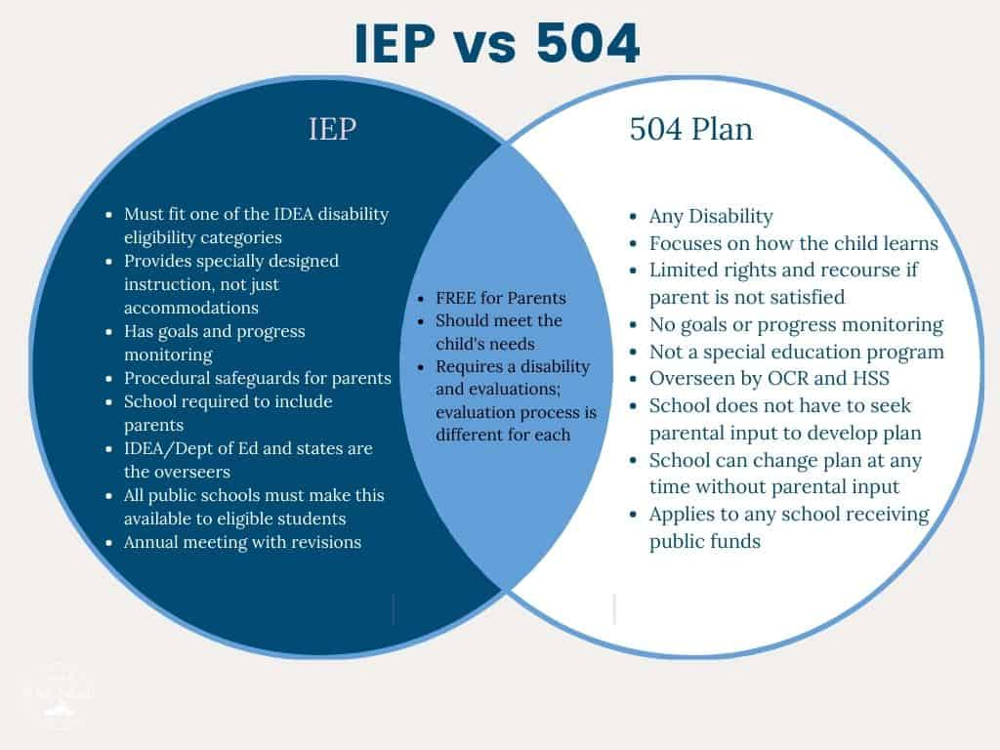 IEP vs 504
IEP
• Must fit one of the IDEA disability
eligibility categories
• Provides specially designed
instruction, not just
accommodations
• Has goals and progress
monitoring
• Procedural safeguards for parents
• School required to include
parents
• IDEA/Dept of Ed and states are
the overseers
• All public schools must make this
available to eligible students
• Annual meeting with revisions
• FREE for Parents
• Should meet the
child's needs
• Requires a disability
and evaluations;
evaluation process is
different for each
504 Plan
• Any Disability
• Focuses on how the child learns
• Limited rights and recourse if
parent is not satisfied
• No goals or progress monitoring
• Not a special education program
• Overseen by OCR and HSS
• School does not have to seek
parental input to develop plan
• School can change plan at any
time without parental input
• Applies to any school receiving
public funds